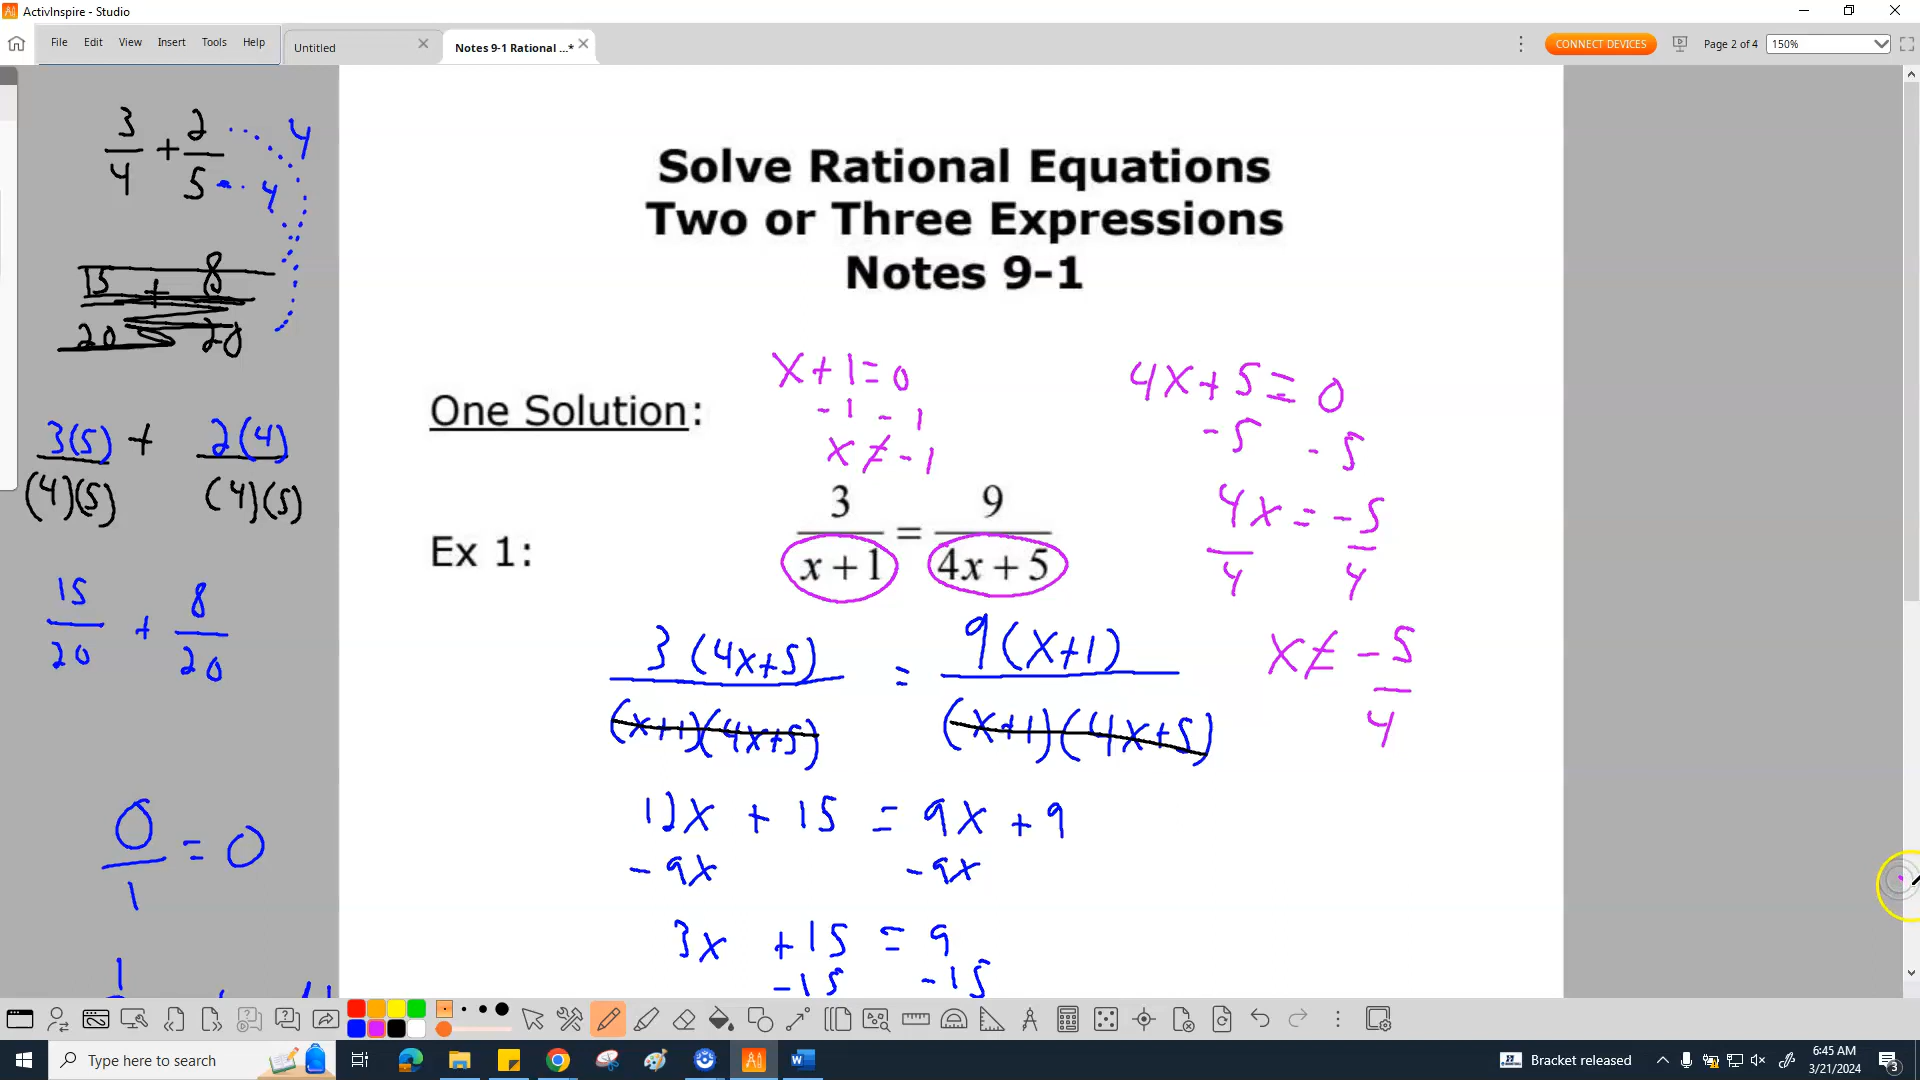 ActivInspire - Studio
File Edit View Insert Tools Help
Untitled
Notes 9-1 Rational ...*
CONNECT DEVICES
Page 2 of 4
150%
3/4 + 2/5 4
4
15/20 + 8/20
3(5)/(4)(5) + 2(4)/(4)(5)
15/20 + 8/20
0/1 = 0
1
Solve Rational Equations
Two or Three Expressions
Notes 9-1
One Solution:
x+1=0
-1 -1
x ≠ -1
4x+5=0
-5 -5
4x/4 = -5/4
x ≠ -5/4
Ex 1:
3/(x+1) = 9/(4x+5)
3(4x+5)/(x+1)(4x+5) = 9(x+1)/(x+1)(4x+5)
12x + 15 = 9x + 9
-9x -9x
3x +15 = 9
-15 -15
Type here to search
Bracket released
6:45 AM
3/21/2024
3